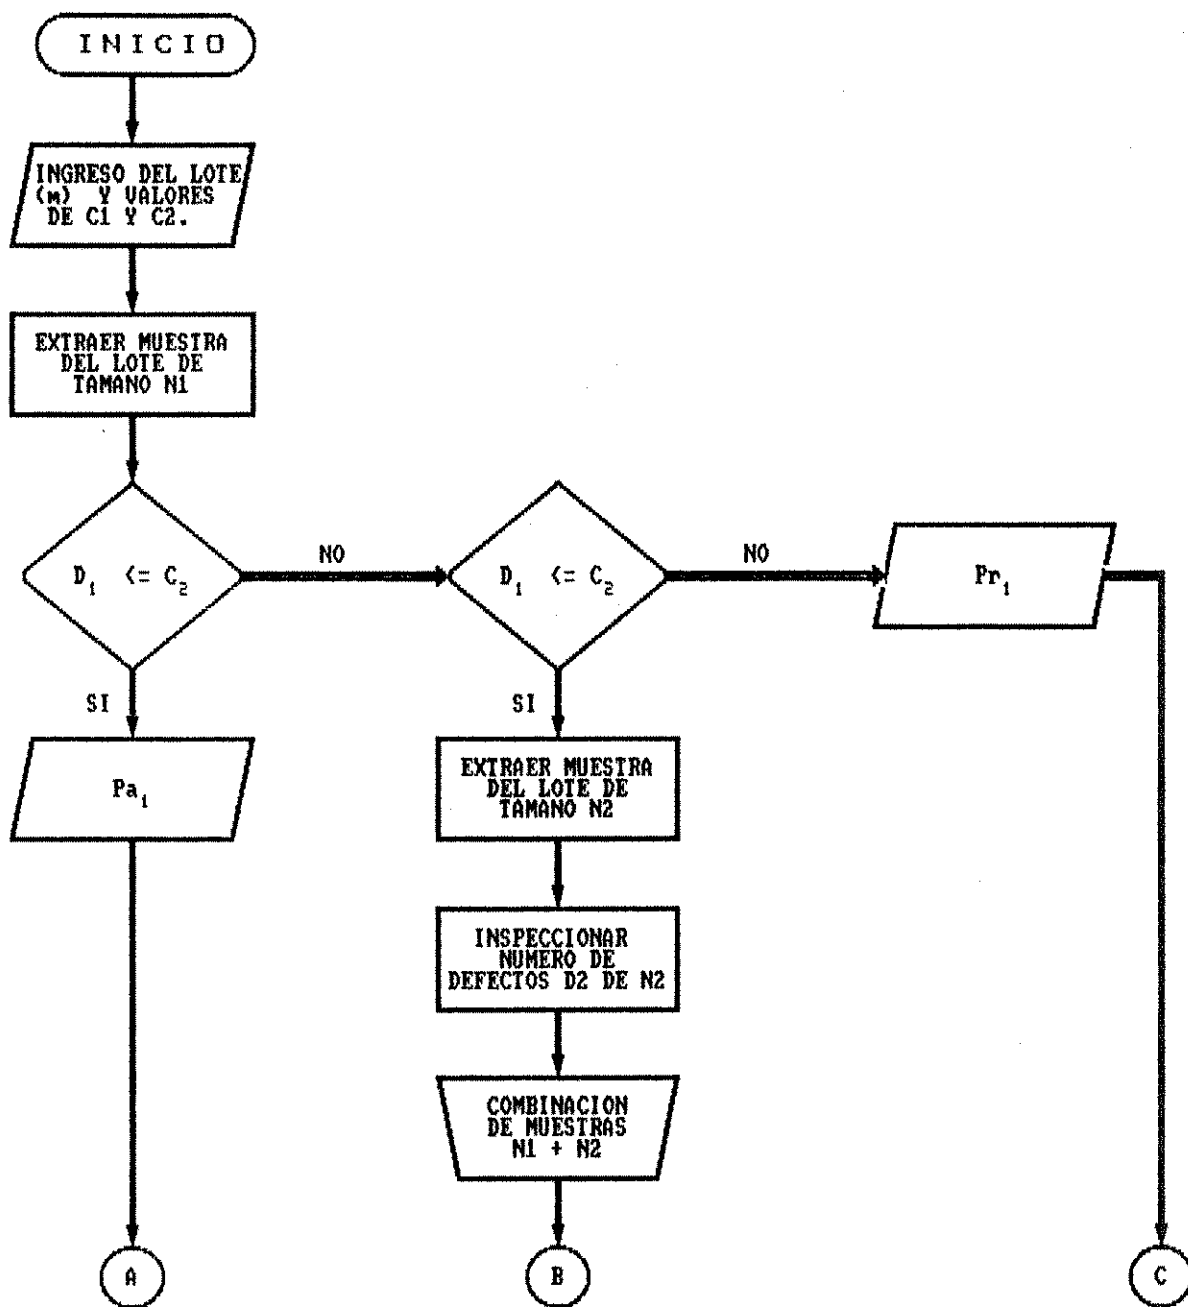 INICIO
INGRESO DEL LOTE
(m) Y VALORES
DE C1 Y C2.
EXTRAER MUESTRA
DEL LOTE DE
TAMANO N1
D₁ <= C₂
NO
D₁ <= C₂
NO
Pr₁
SI
SI
Pa₁
EXTRAER MUESTRA
DEL LOTE DE
TAMANO N2
INSPECCIONAR
NUMERO DE
DEFECTOS D2 DE N2
COMBINACION
DE MUESTRAS
N1 + N2
A
B
C